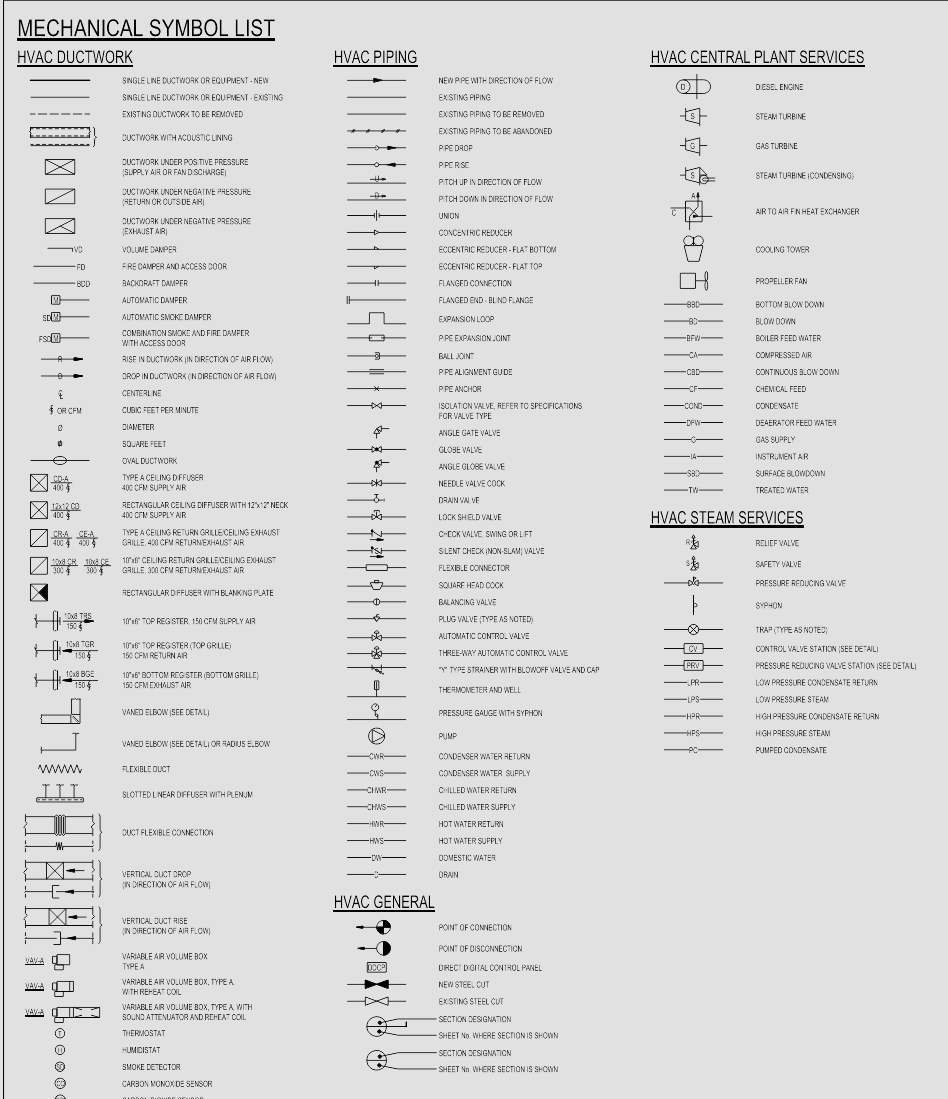 MECHANICAL SYMBOL LIST
HVAC DUCTWORK
SINGLE LINE DUCTWORK OR EQUIPMENT - NEW
SINGLE LINE DUCTWORK OR EQUIPMENT - EXISTING
EXISTING DUCTWORK TO BE REMOVED
DUCTWORK WITH ACOUSTIC LINING
DUCTWORK UNDER POSITIVE PRESSURE
(SUPPLY AIR OR FAN DISCHARGE)
DUCTWORK UNDER NEGATIVE PRESSURE
(RETURN OR OUTSIDE AIR)
DUCTWORK UNDER NEGATIVE PRESSURE
(EXHAUST AIR)
VD VOLUME DAMPER
FD FIRE DAMPER AND ACCESS DOOR
BDD BACKDRAFT DAMPER
M AUTOMATIC DAMPER
SD M AUTOMATIC SMOKE DAMPER
FSD M COMBINATION SMOKE AND FIRE DAMPER
WITH ACCESS DOOR
R RISE IN DUCTWORK (IN DIRECTION OF AIR FLOW)
D DROP IN DUCTWORK (IN DIRECTION OF AIR FLOW)
℄ CENTERLINE
OR CFM CUBIC FEET PER MINUTE
Ø DIAMETER
SQUARE FEET
OVAL DUCTWORK
CD-A TYPE A CEILING DIFFUSER
400 400 CFM SUPPLY AIR
12x12 CD RECTANGULAR CEILING DIFFUSER WITH 12"x12" NECK
400 400 CFM SUPPLY AIR
CR-A CE-A TYPE A CEILING RETURN GRILLE/CEILING EXHAUST
400 400 GRILLE, 400 CFM RETURN/EXHAUST AIR
10x8 CR 10x8 CE 10"x6" CEILING RETURN GRILLE/CEILING EXHAUST
300 300 GRILLE, 300 CFM RETURN/EXHAUST AIR
RECTANGULAR DIFFUSER WITH BLANKING PLATE
10x8 TRS 10"x6" TOP REGISTER, 150 CFM SUPPLY AIR
150
10x8 TGR 10"x6" TOP REGISTER (TOP GRILLE)
150 150 CFM RETURN AIR
10x8 BGE 10"x6" BOTTOM REGISTER (BOTTOM GRILLE)
150 150 CFM EXHAUST AIR
VANED ELBOW (SEE DETAIL)
VANED ELBOW (SEE DETAIL) OR RADIUS ELBOW
FLEXIBLE DUCT
SLOTTED LINEAR DIFFUSER WITH PLENUM
DUCT FLEXIBLE CONNECTION
VERTICAL DUCT DROP
(IN DIRECTION OF AIR FLOW)
VERTICAL DUCT RISE
(IN DIRECTION OF AIR FLOW)
VAV-A VARIABLE AIR VOLUME BOX
TYPE A
VAV-A VARIABLE AIR VOLUME BOX, TYPE A,
WITH REHEAT COIL
VAV-A VARIABLE AIR VOLUME BOX, TYPE A, WITH
SOUND ATTENUATOR AND REHEAT COIL
T THERMOSTAT
H HUMIDISTAT
SD SMOKE DETECTOR
CO CARBON MONOXIDE SENSOR
HVAC PIPING
NEW PIPE WITH DIRECTION OF FLOW
EXISTING PIPING
EXISTING PIPING TO BE REMOVED
EXISTING PIPING TO BE ABANDONED
PIPE DROP
PIPE RISE
U PITCH UP IN DIRECTION OF FLOW
D PITCH DOWN IN DIRECTION OF FLOW
UNION
CONCENTRIC REDUCER
ECCENTRIC REDUCER - FLAT BOTTOM
ECCENTRIC REDUCER - FLAT TOP
FLANGED CONNECTION
FLANGED END - BLIND FLANGE
EXPANSION LOOP
PIPE EXPANSION JOINT
BALL JOINT
PIPE ALIGNMENT GUIDE
PIPE ANCHOR
ISOLATION VALVE, REFER TO SPECIFICATIONS
FOR VALVE TYPE
ANGLE GATE VALVE
GLOBE VALVE
ANGLE GLOBE VALVE
NEEDLE VALVE COCK
DRAIN VALVE
LOCK SHIELD VALVE
CHECK VALVE, SWING OR LIFT
SILENT CHECK (NON-SLAM) VALVE
FLEXIBLE CONNECTOR
SQUARE HEAD COCK
BALANCING VALVE
PLUG VALVE (TYPE AS NOTED)
AUTOMATIC CONTROL VALVE
THREE-WAY AUTOMATIC CONTROL VALVE
"Y" TYPE STRAINER WITH BLOWOFF VALVE AND CAP
THERMOMETER AND WELL
PRESSURE GAUGE WITH SYPHON
PUMP
CWR CONDENSER WATER RETURN
CWS CONDENSER WATER SUPPLY
CHWR CHILLED WATER RETURN
CHWS CHILLED WATER SUPPLY
HWR HOT WATER RETURN
HWS HOT WATER SUPPLY
DW DOMESTIC WATER
D DRAIN
HVAC GENERAL
POINT OF CONNECTION
POINT OF DISCONNECTION
DDCP DIRECT DIGITAL CONTROL PANEL
NEW STEEL CUT
EXISTING STEEL CUT
SECTION DESIGNATION
SHEET No. WHERE SECTION IS SHOWN
SECTION DESIGNATION
SHEET No. WHERE SECTION IS SHOWN
HVAC CENTRAL PLANT SERVICES
D DIESEL ENGINE
S STEAM TURBINE
G GAS TURBINE
S STEAM TURBINE (CONDENSING)
A
C AIR TO AIR FIN HEAT EXCHANGER
COOLING TOWER
PROPELLER FAN
BBD BOTTOM BLOW DOWN
BD BLOW DOWN
BFW BOILER FEED WATER
CA COMPRESSED AIR
CBD CONTINUOUS BLOW DOWN
CF CHEMICAL FEED
COND CONDENSATE
DFW DEAERATOR FEED WATER
G GAS SUPPLY
IA INSTRUMENT AIR
SBD SURFACE BLOWDOWN
TW TREATED WATER
HVAC STEAM SERVICES
R RELIEF VALVE
S SAFETY VALVE
PRESSURE REDUCING VALVE
SYPHON
TRAP (TYPE AS NOTED)
CV CONTROL VALVE STATION (SEE DETAIL)
PRV PRESSURE REDUCING VALVE STATION (SEE DETAIL)
LPR LOW PRESSURE CONDENSATE RETURN
LPS LOW PRESSURE STEAM
HPR HIGH PRESSURE CONDENSATE RETURN
HPS HIGH PRESSURE STEAM
PC PUMPED CONDENSATE